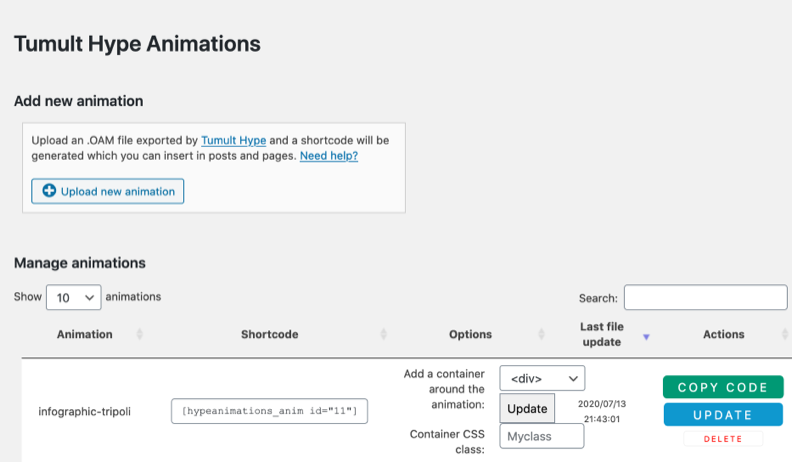 Tumult Hype Animations
Add new animation
Upload an .OAM file exported by Tumult Hype and a shortcode will be
generated which you can insert in posts and pages. Need help?
Upload new animation
Manage animations
Show 10 animations
Search:
Animation Shortcode Options Last file update Actions
infographic-tripoli
[hypeanimations_anim id="11"]
Add a container
around the
animation:
<div>
Update
Container CSS
class:
Myclass
2020/07/13
21:43:01
COPY CODE
UPDATE
DELETE